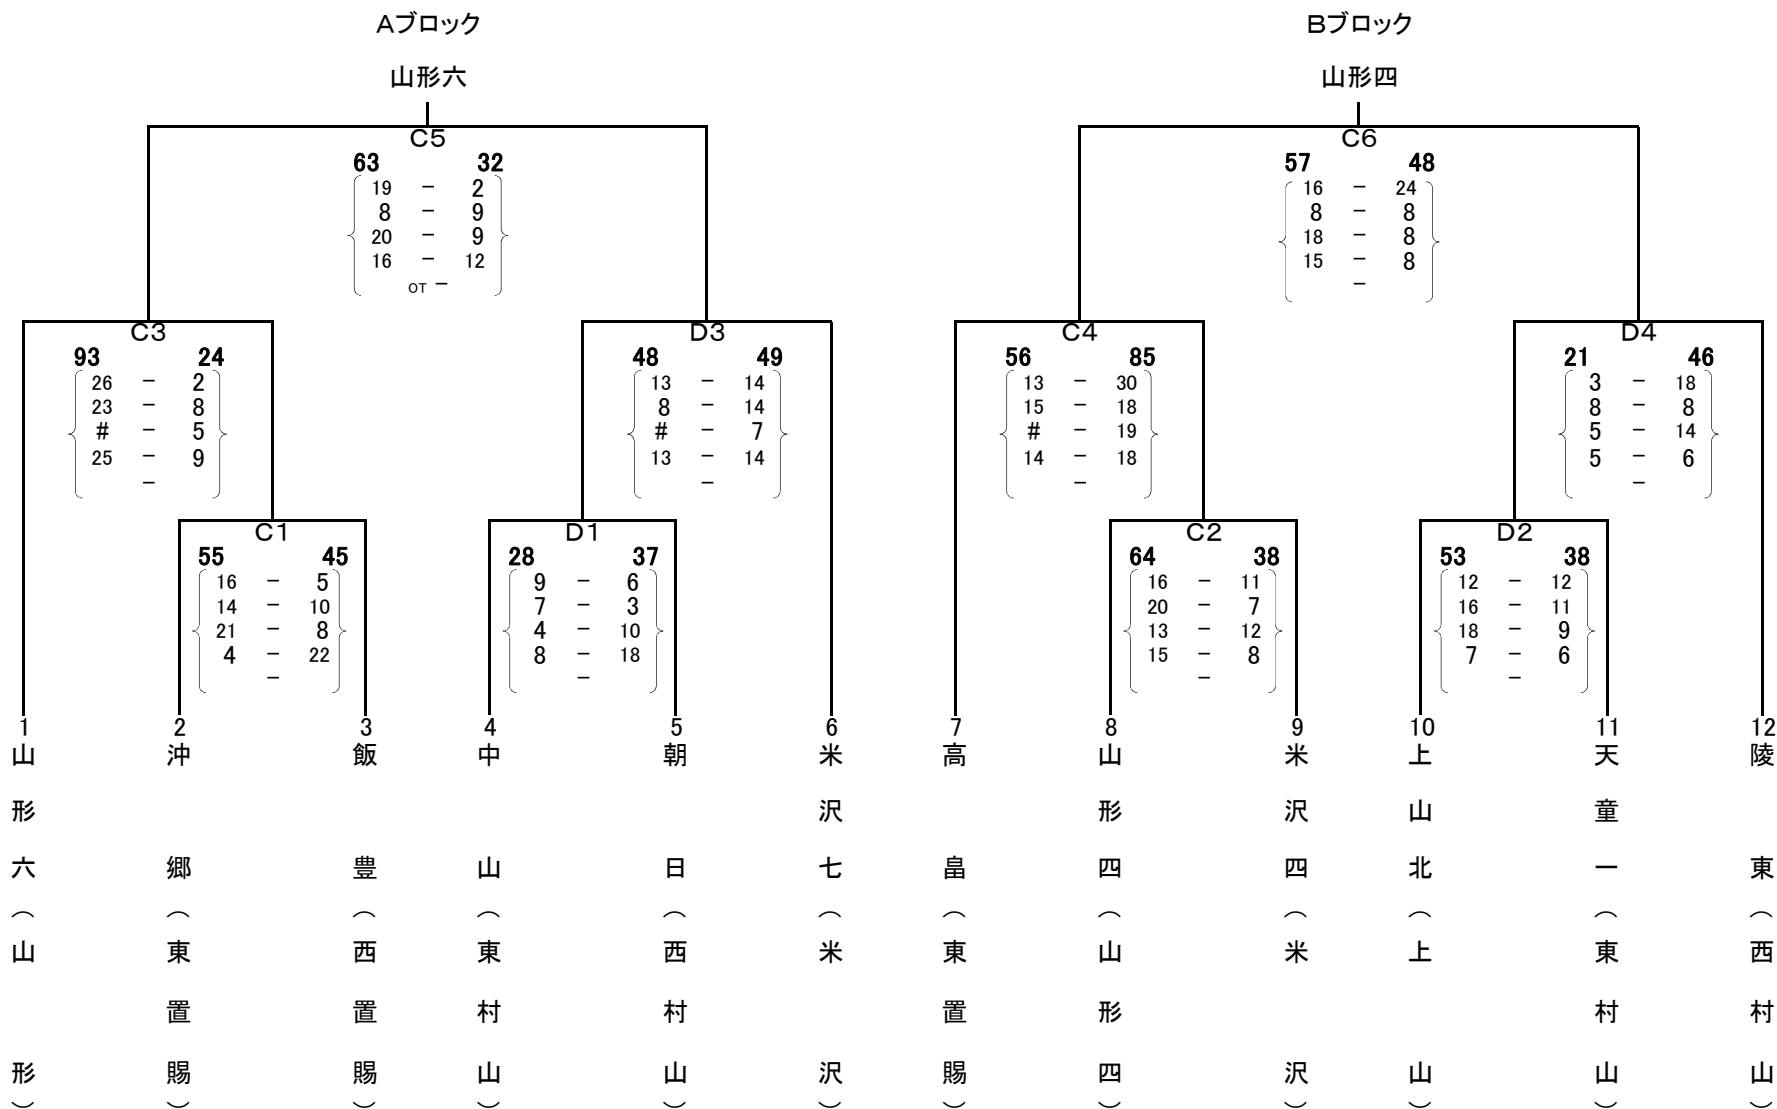 Aブロック
Bブロック
山形六
山形四
C5
C6
63 32
57 48
19 － 2
16 － 24
8 － 9
8 － 8
20 － 9
18 － 8
16 － 12
15 － 8
OT －
－
C3
D3
C4
D4
93 24
48 49
56 85
21 46
26 － 2
13 － 14
13 － 30
3 － 18
23 － 8
8 － 14
15 － 18
8 － 8
# － 5
# － 7
# － 19
5 － 14
25 － 9
13 － 14
14 － 18
5 － 6
－
－
－
－
C1
D1
C2
D2
55 45
28 37
64 38
53 38
16 － 5
9 － 6
16 － 11
12 － 12
14 － 10
7 － 3
20 － 7
16 － 11
21 － 8
4 － 10
13 － 12
18 － 9
4 － 22
8 － 18
15 － 8
7 － 6
－
－
－
－
1
山形六（山形）
2
沖郷（東置賜）
3
飯豊（西置賜）
4
中山（東村山）
5
朝日（西村山）
6
米沢七（米沢）
7
高畠（東置賜）
8
山形四（山形四）
9
米沢四（米沢）
10
上山北（上山）
11
天童一（東村山）
12
陵東（西村山）